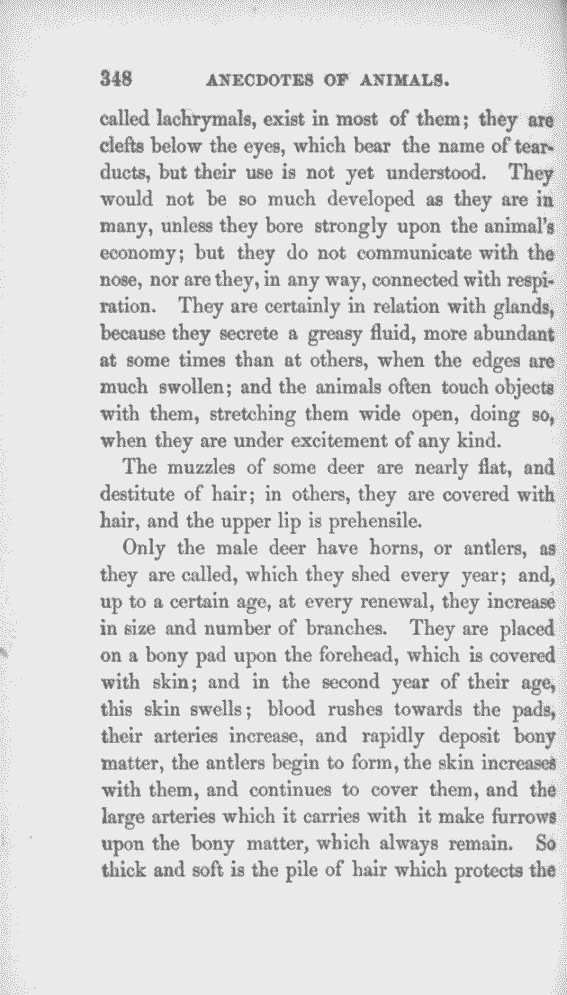 348 ANECDOTES OF ANIMALS.
called lachrymals, exist in most of them; they are
clefts below the eyes, which bear the name of tear-
ducts, but their use is not yet understood. They
would not be so much developed as they are in
many, unless they bore strongly upon the animal's
economy; but they do not communicate with the
nose, nor are they, in any way, connected with respi-
ration. They are certainly in relation with glands,
because they secrete a greasy fluid, more abundant
at some times than at others, when the edges are
much swollen; and the animals often touch objects
with them, stretching them wide open, doing so,
when they are under excitement of any kind.
The muzzles of some deer are nearly flat, and
destitute of hair; in others, they are covered with
hair, and the upper lip is prehensile.
Only the male deer have horns, or antlers, as
they are called, which they shed every year; and,
up to a certain age, at every renewal, they increase
in size and number of branches. They are placed
on a bony pad upon the forehead, which is covered
with skin; and in the second year of their age,
this skin swells; blood rushes towards the pads,
their arteries increase, and rapidly deposit bony
matter, the antlers begin to form, the skin increases
with them, and continues to cover them, and the
large arteries which it carries with it make furrows
upon the bony matter, which always remain. So
thick and soft is the pile of hair which protects the